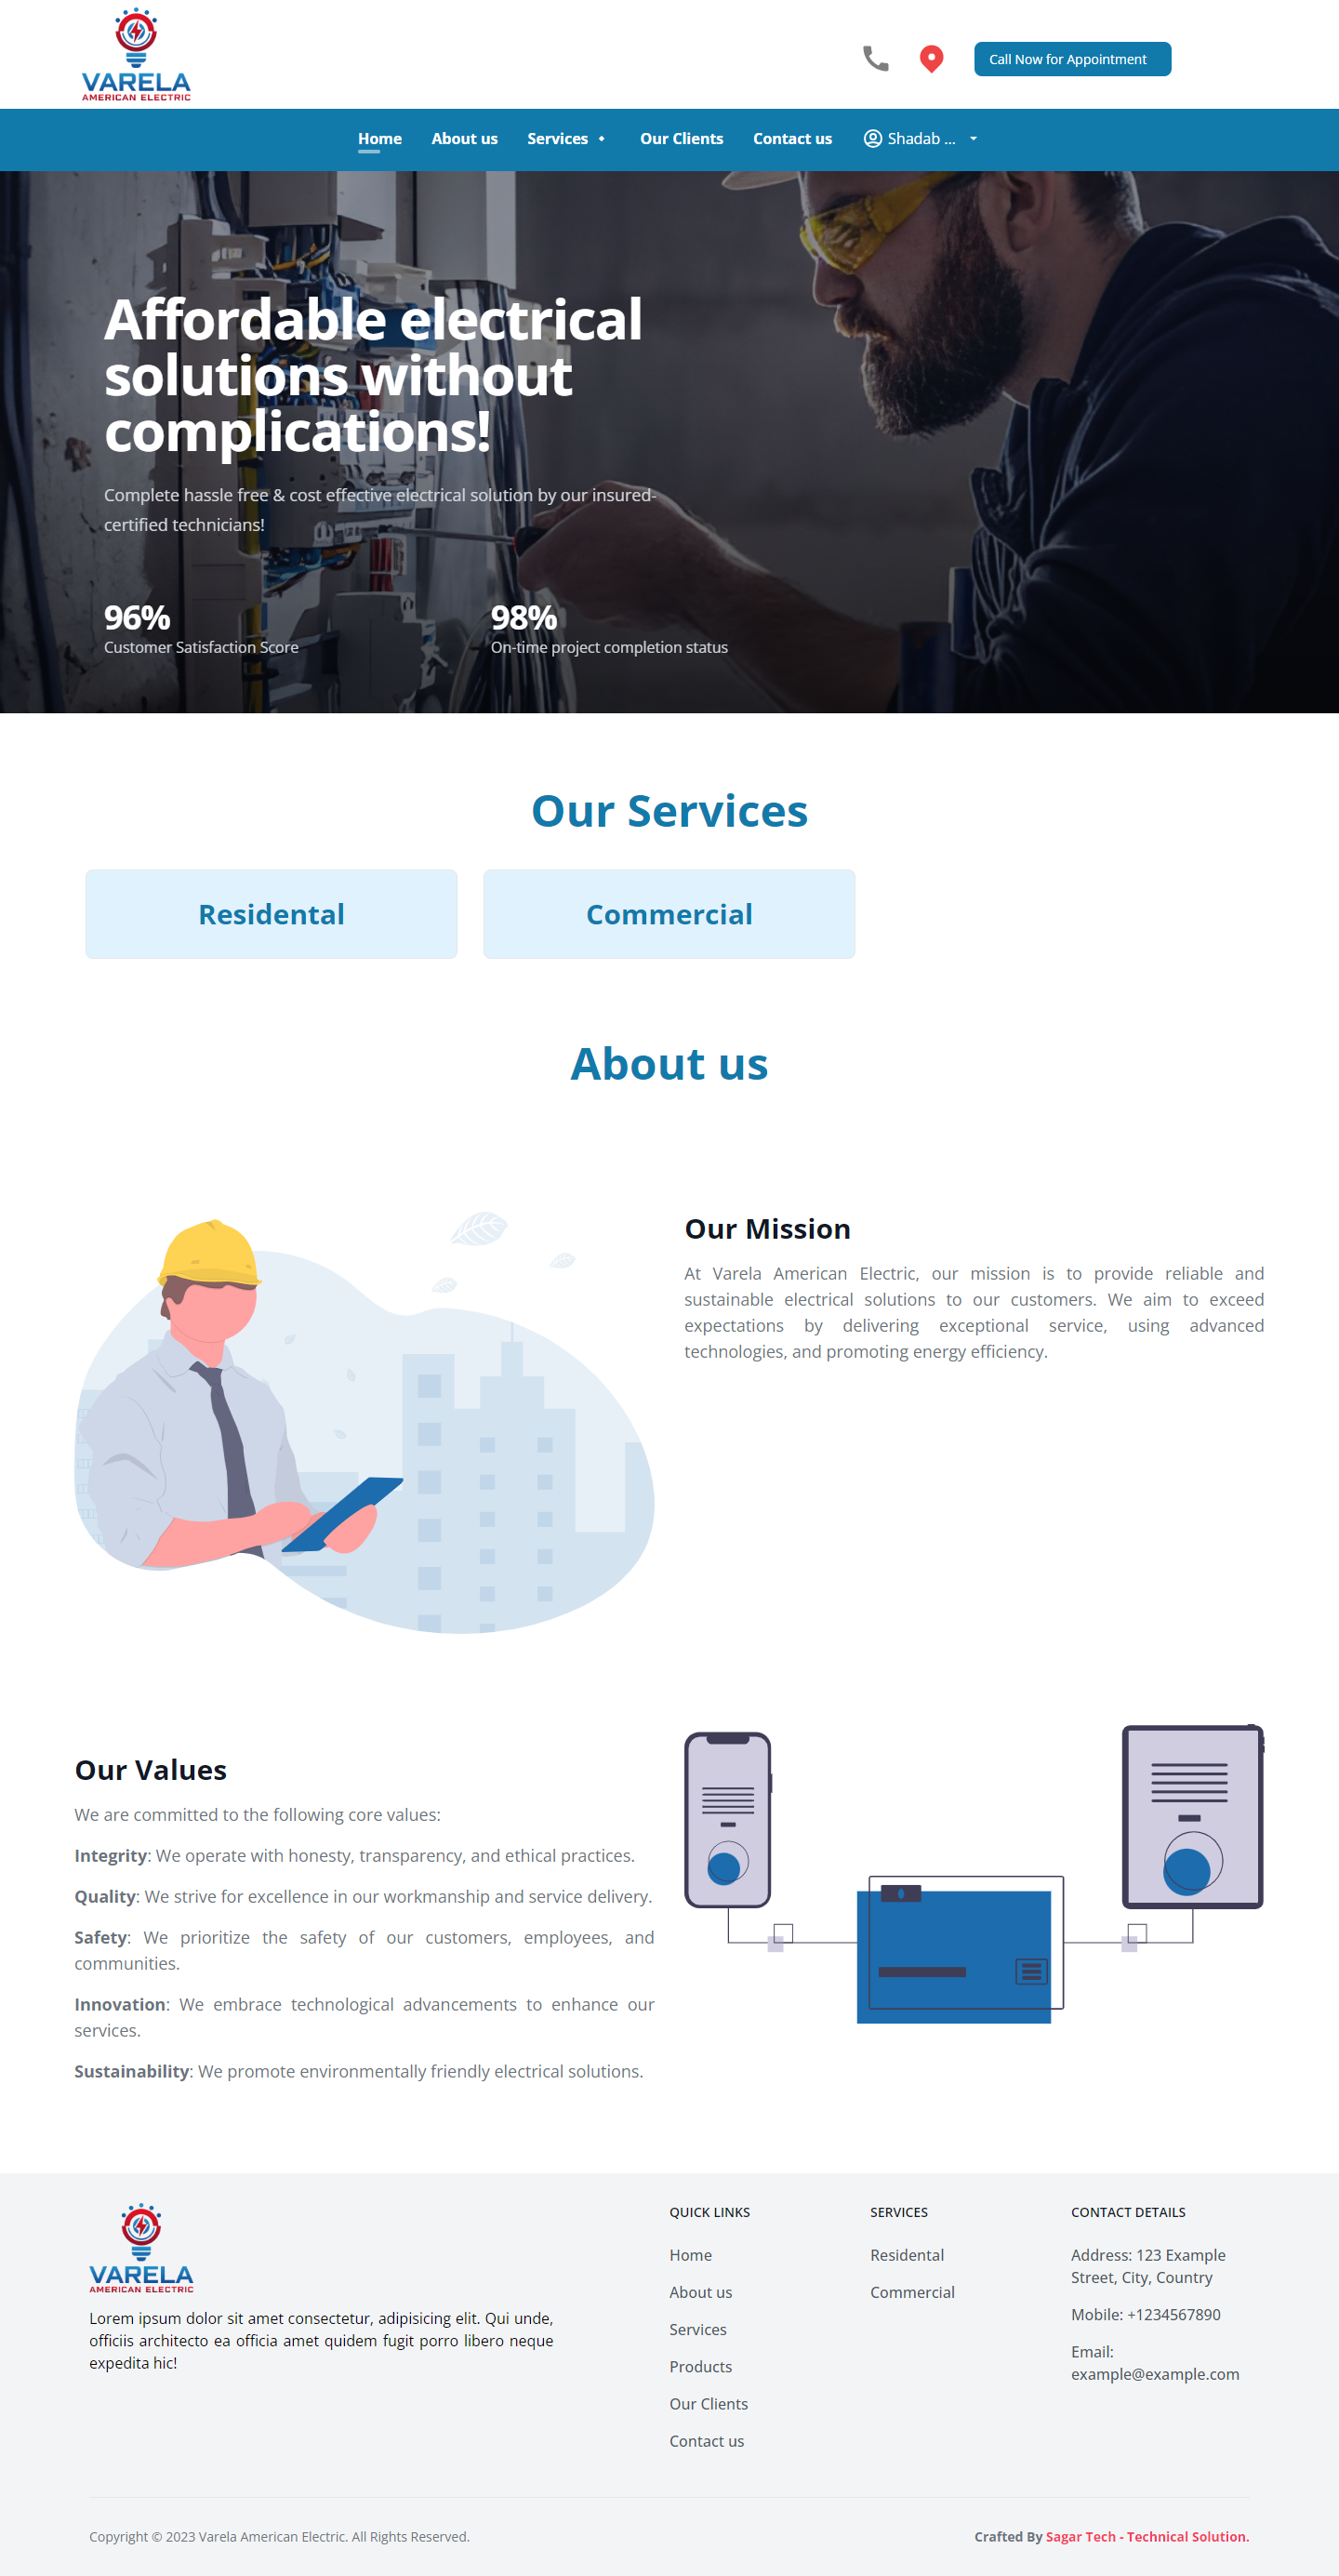 VARELA
AMERICAN ELECTRIC
Call Now for Appointment
Home
About us
Services
Our Clients
Contact us
Shadab ...
Affordable electrical
solutions without
complications!
Complete hassle free & cost effective electrical solution by our insured-
certified technicians!
96%
Customer Satisfaction Score
98%
On-time project completion status
Our Services
Residental
Commercial
About us
Our Mission
At Varela American Electric, our mission is to provide reliable and
sustainable electrical solutions to our customers. We aim to exceed
expectations by delivering exceptional service, using advanced
technologies, and promoting energy efficiency.
Our Values
We are committed to the following core values:
Integrity: We operate with honesty, transparency, and ethical practices.
Quality: We strive for excellence in our workmanship and service delivery.
Safety: We prioritize the safety of our customers, employees, and
communities.
Innovation: We embrace technological advancements to enhance our
services.
Sustainability: We promote environmentally friendly electrical solutions.
VARELA
AMERICAN ELECTRIC
Lorem ipsum dolor sit amet consectetur, adipisicing elit. Qui unde,
officiis architecto ea officia amet quidem fugit porro libero neque
expedita hic!
QUICK LINKS
Home
About us
Services
Products
Our Clients
Contact us
SERVICES
Residental
Commercial
CONTACT DETAILS
Address: 123 Example
Street, City, Country
Mobile: +1234567890
Email:
example@example.com
Copyright © 2023 Varela American Electric. All Rights Reserved.
Crafted By Sagar Tech - Technical Solution.